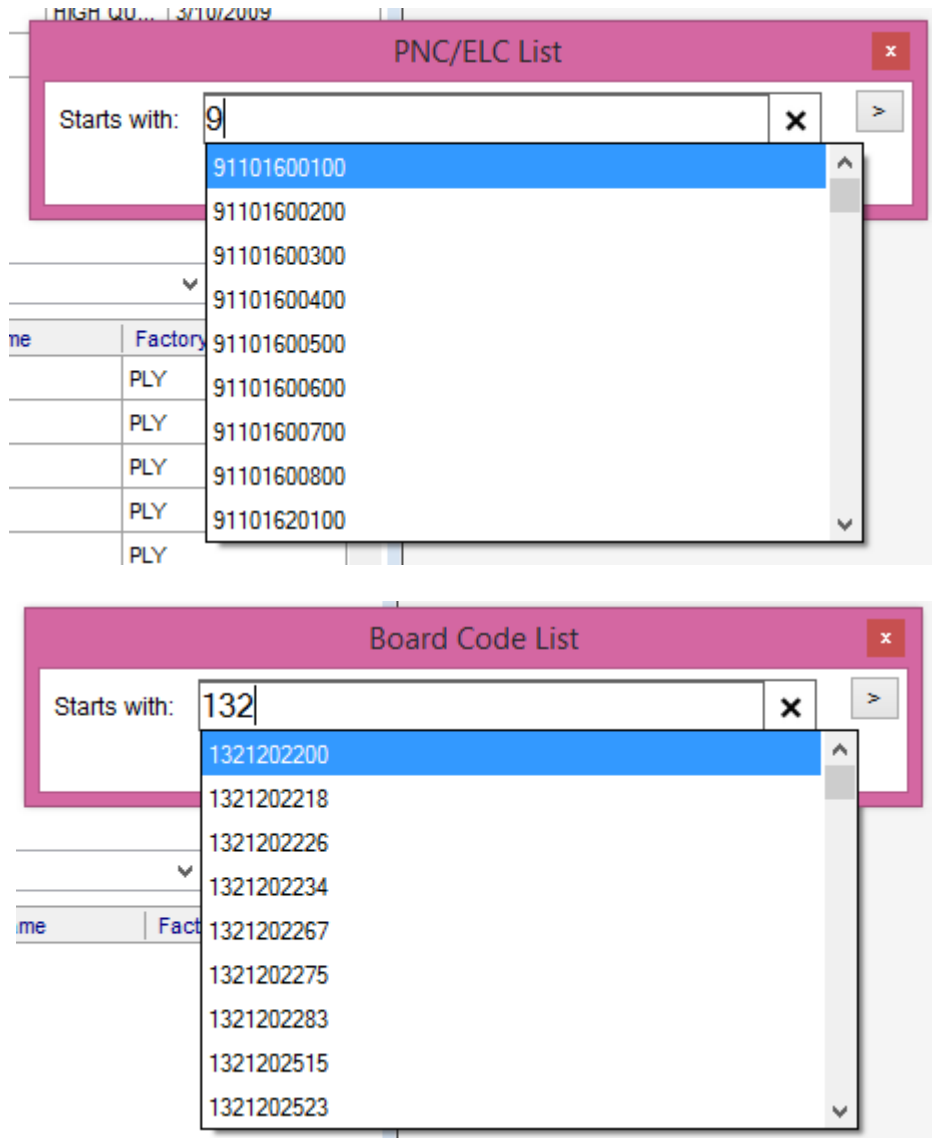 HIGH QU... 3/10/2009
PNC/ELC List
x
Starts with: 9 >
91101600100
91101600200
91101600300
91101600400
me Factory 91101600500
PLY 91101600600
PLY 91101600700
PLY 91101600800
PLY 91101620100
PLY
Board Code List
x
Starts with: 132 >
1321202200
1321202218
1321202226
1321202234
ame Fact 1321202267
1321202275
1321202283
1321202515
1321202523